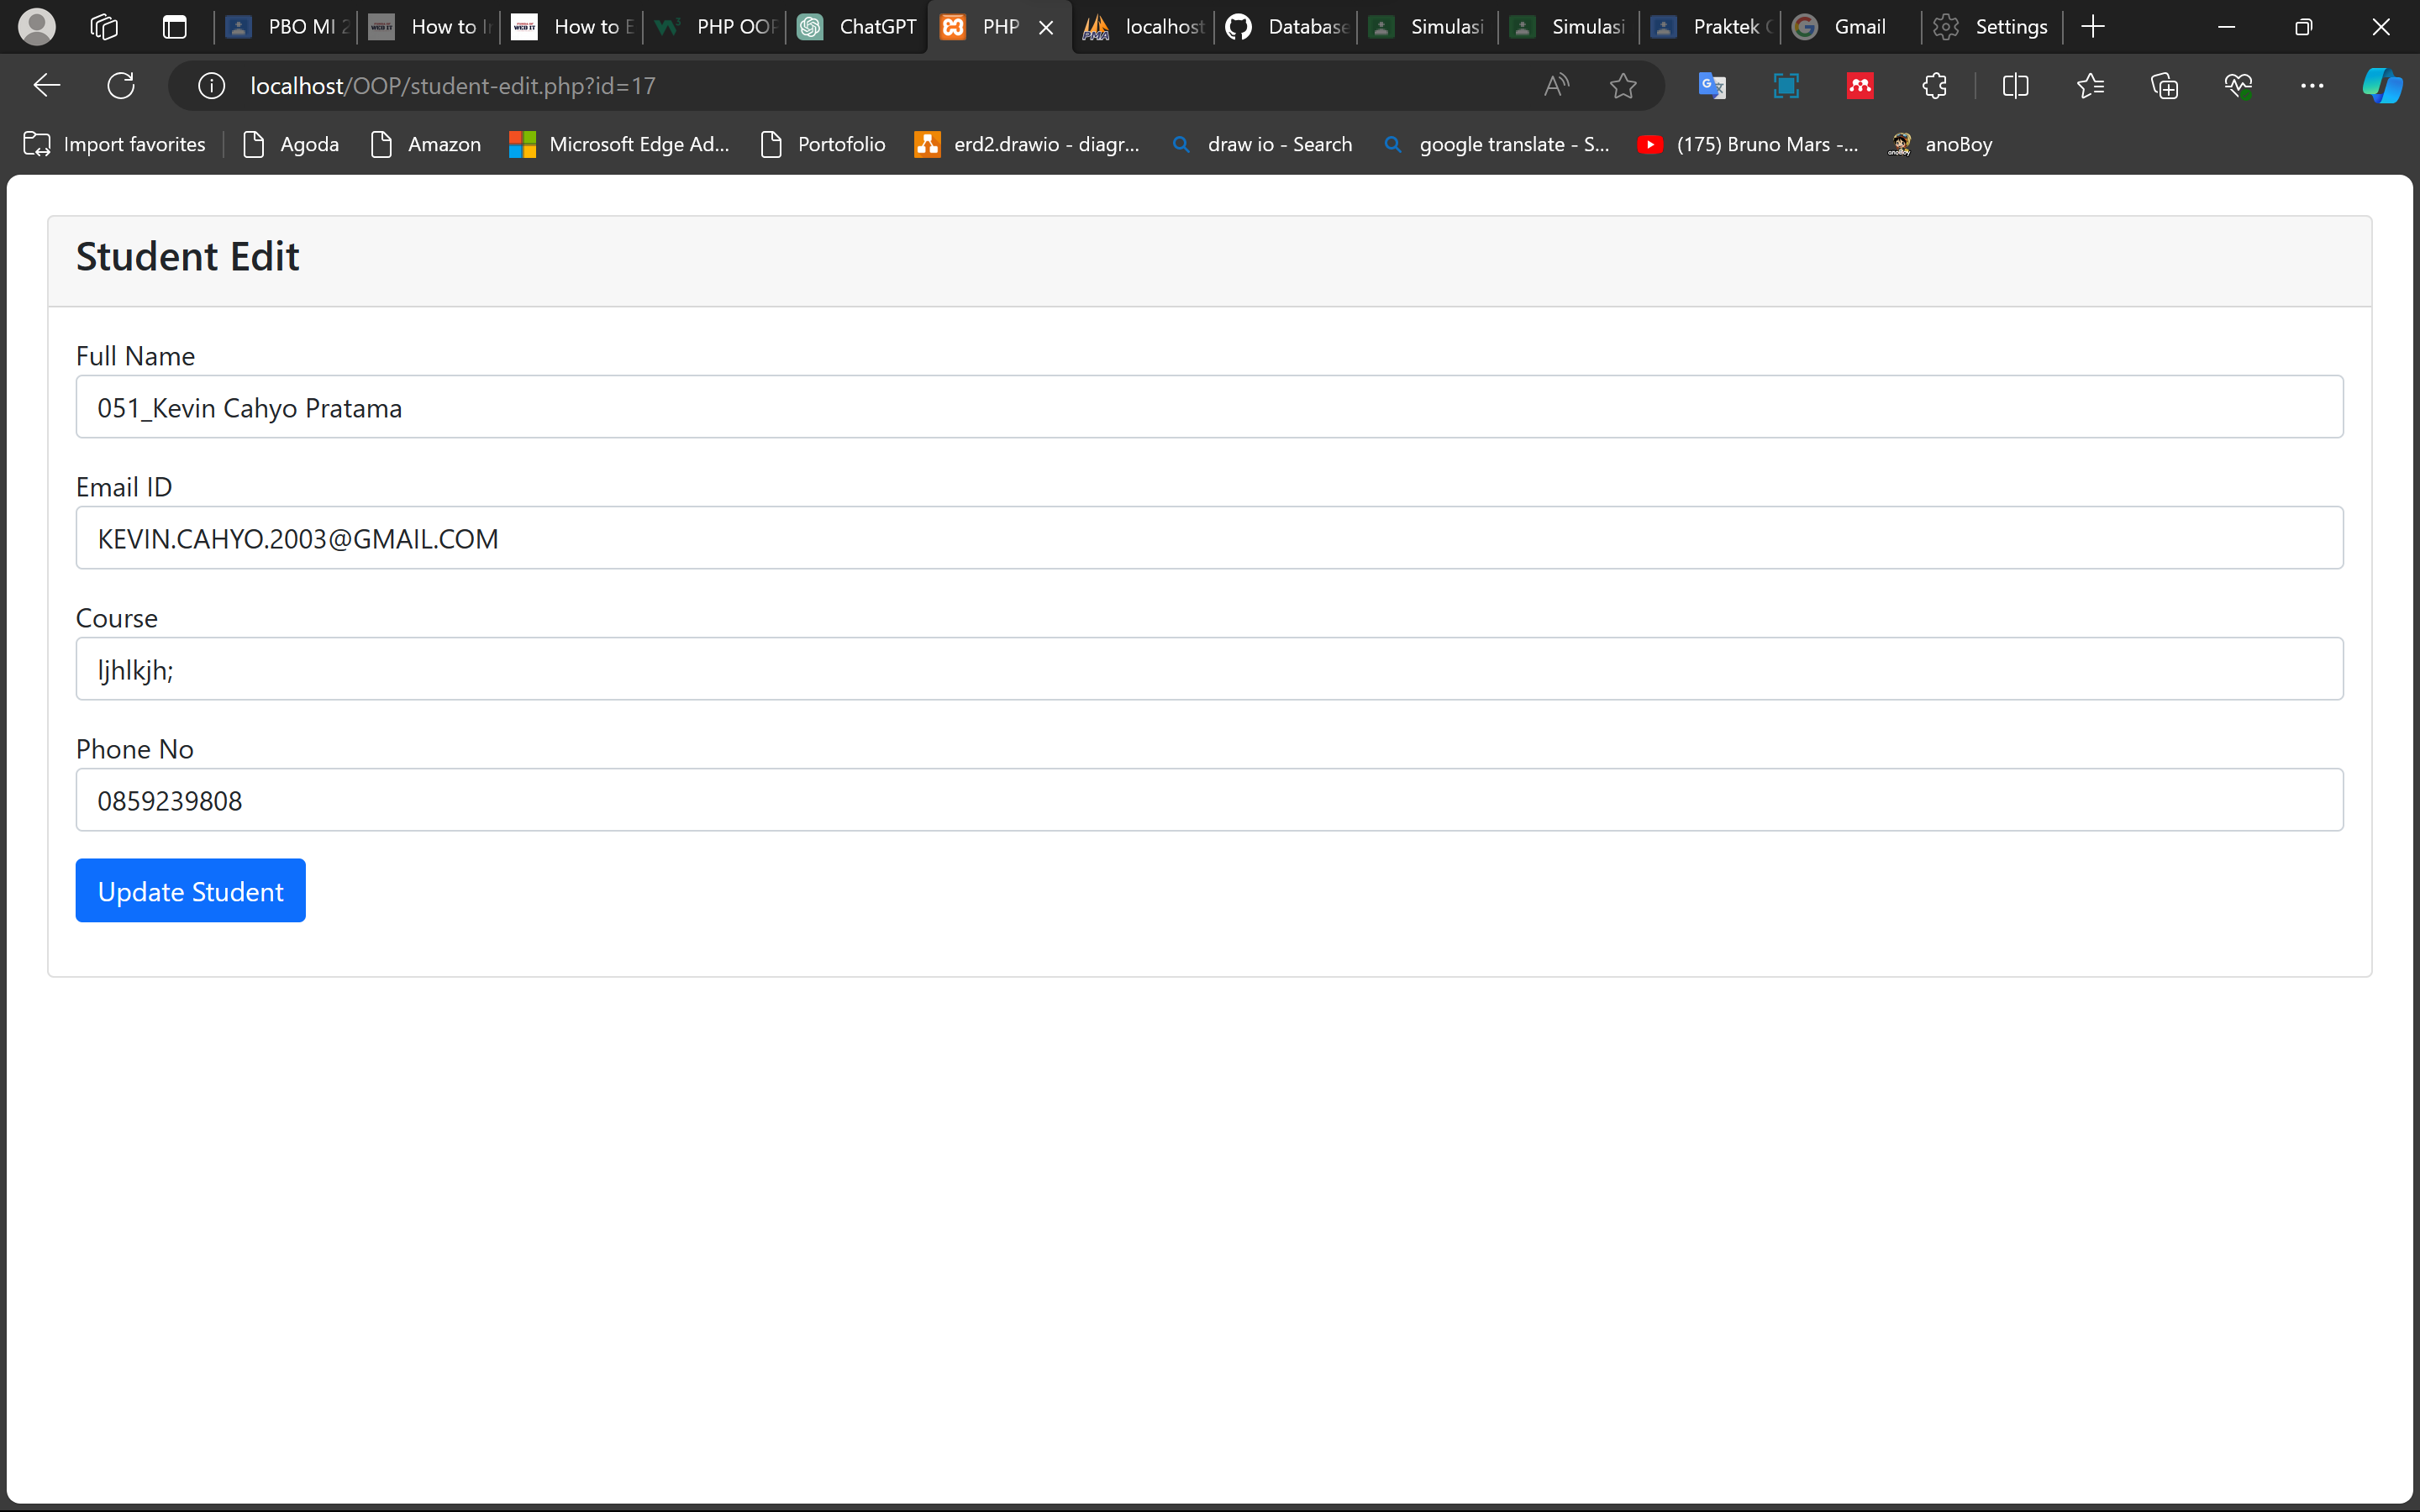 PBO MI 2 How to I How to E PHP OOP ChatGPT PHP localhost Database Simulasi Simulasi Praktek Gmail Settings
localhost/OOP/student-edit.php?id=17
Import favorites Agoda Amazon Microsoft Edge Ad... Portofolio erd2.drawio - diagr... draw io - Search google translate - S... (175) Bruno Mars -... anoBoy
Student Edit
Full Name
051_Kevin Cahyo Pratama
Email ID
KEVIN.CAHYO.2003@GMAIL.COM
Course
ljhlkjh;
Phone No
0859239808
Update Student